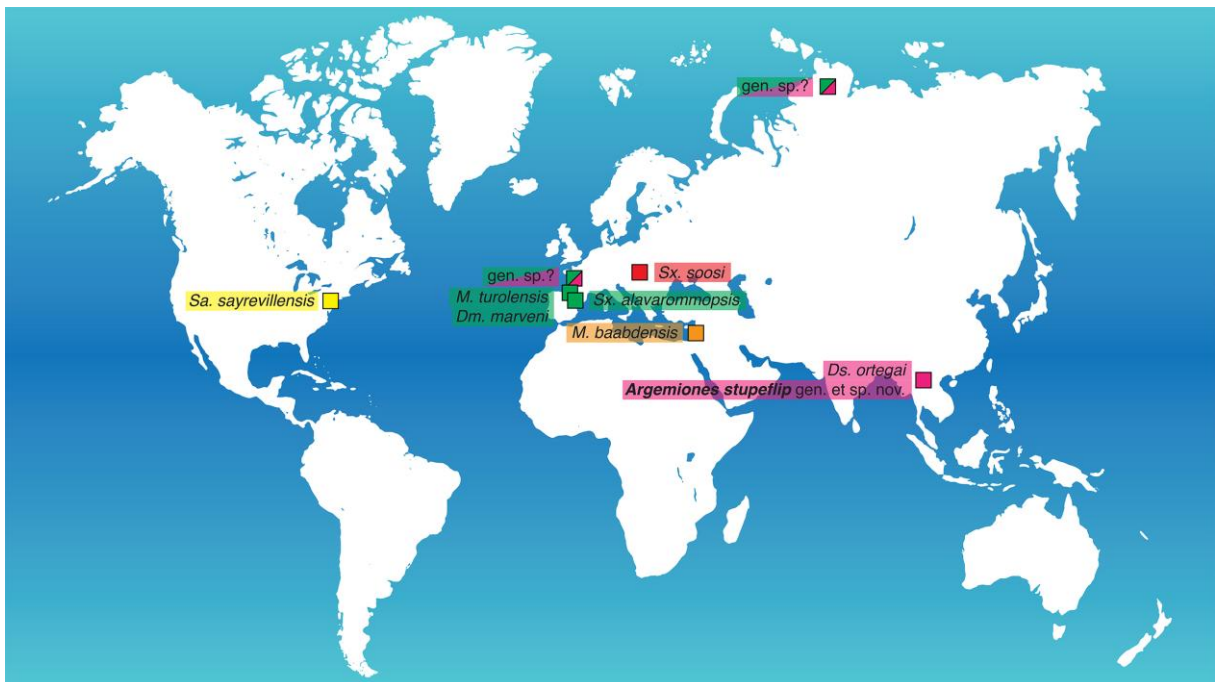 gen. sp.?
gen. sp.?
Sx. soosi
Sa. sayrevillensis
M. turolensis
Dm. marveni
Sx. alavarommopsis
M. baabdensis
Ds. ortegai
Argemiones stupeflip gen. et sp. nov.